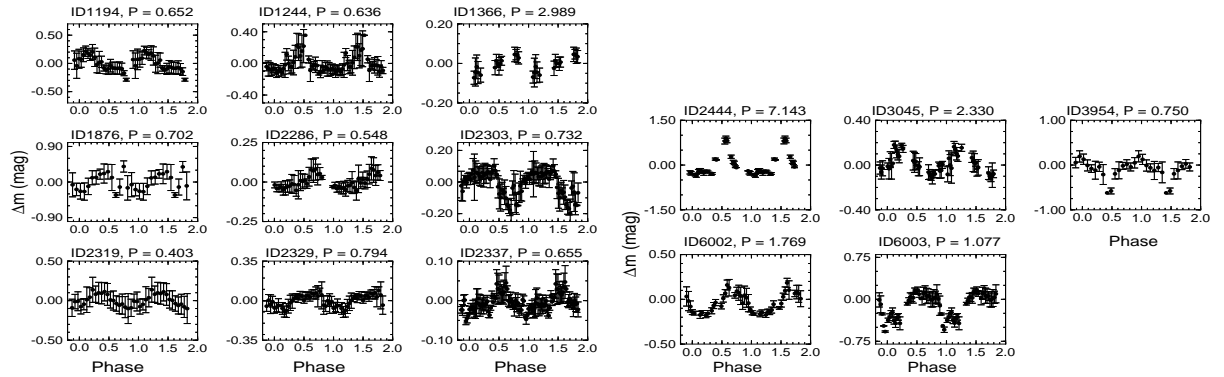 ID1194, P = 0.652
ID1244, P = 0.636
ID1366, P = 2.989
0.50
0.00
-0.50
0.40
0.00
-0.40
0.20
0.00
-0.20
0.0 0.5 1.0 1.5 2.0
0.0 0.5 1.0 1.5 2.0
0.0 0.5 1.0 1.5 2.0
ID1876, P = 0.702
ID2286, P = 0.548
ID2303, P = 0.732
0.90
0.00
-0.90
0.25
0.00
-0.25
0.20
0.00
-0.20
0.0 0.5 1.0 1.5 2.0
0.0 0.5 1.0 1.5 2.0
0.0 0.5 1.0 1.5 2.0
Δm (mag)
ID2319, P = 0.403
ID2329, P = 0.794
ID2337, P = 0.655
0.50
0.00
-0.50
0.35
0.00
-0.35
0.10
0.00
-0.10
0.0 0.5 1.0 1.5 2.0
0.0 0.5 1.0 1.5 2.0
0.0 0.5 1.0 1.5 2.0
Phase
Phase
Phase
ID2444, P = 7.143
ID3045, P = 2.330
ID3954, P = 0.750
1.50
0.00
-1.50
0.40
0.00
-0.40
1.00
0.00
-1.00
0.0 0.5 1.0 1.5 2.0
0.0 0.5 1.0 1.5 2.0
0.0 0.5 1.0 1.5 2.0
Phase
Δm (mag)
ID6002, P = 1.769
ID6003, P = 1.077
0.50
0.00
-0.50
0.75
0.00
-0.75
0.0 0.5 1.0 1.5 2.0
0.0 0.5 1.0 1.5 2.0
Phase
Phase